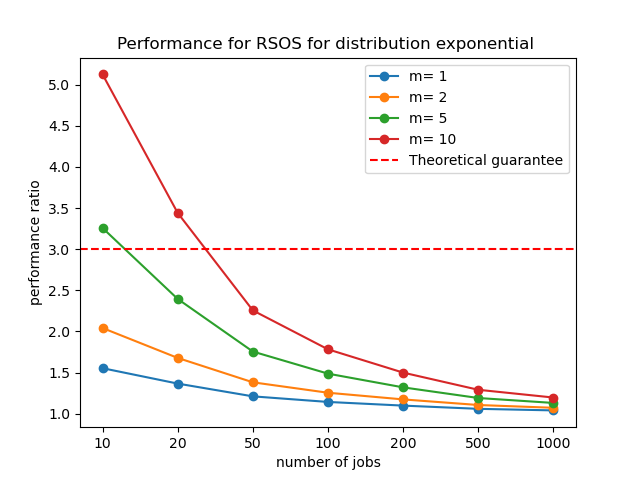 Performance for RSOS for distribution exponential
m= 1
m= 2
m= 5
m= 10
Theoretical guarantee
performance ratio
5.0
4.5
4.0
3.5
3.0
2.5
2.0
1.5
1.0
10 20 50 100 200 500 1000
number of jobs